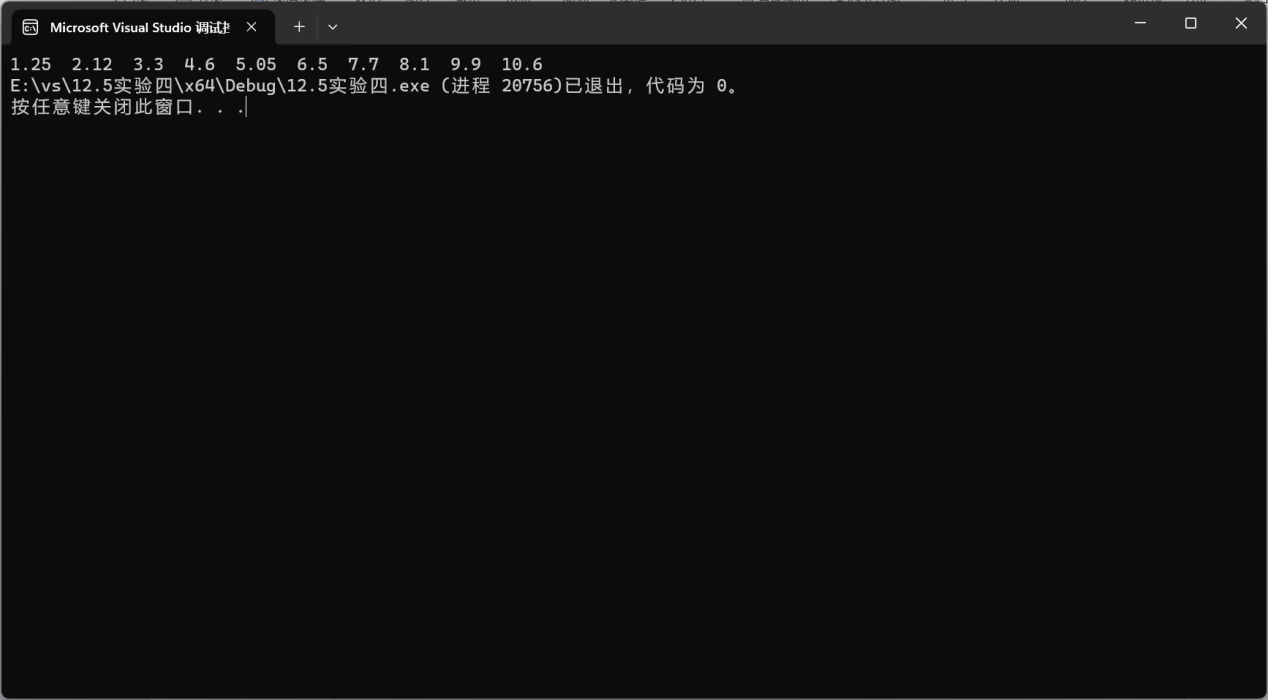 Microsoft Visual Studio 调试
1.25  2.12  3.3  4.6  5.05  6.5  7.7  8.1  9.9  10.6
E:\vs\12.5实验四\x64\Debug\12.5实验四.exe (进程 20756)已退出，代码为 0。
按任意键关闭此窗口. . .